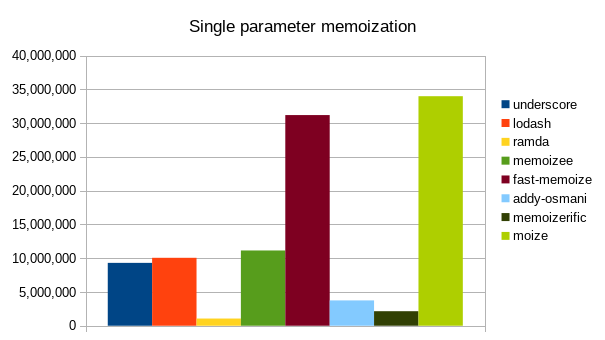 Single parameter memoization
40,000,000
35,000,000
30,000,000
25,000,000
20,000,000
15,000,000
10,000,000
5,000,000
0
underscore
lodash
ramda
memoizee
fast-memoize
addy-osmani
memoizerific
moize